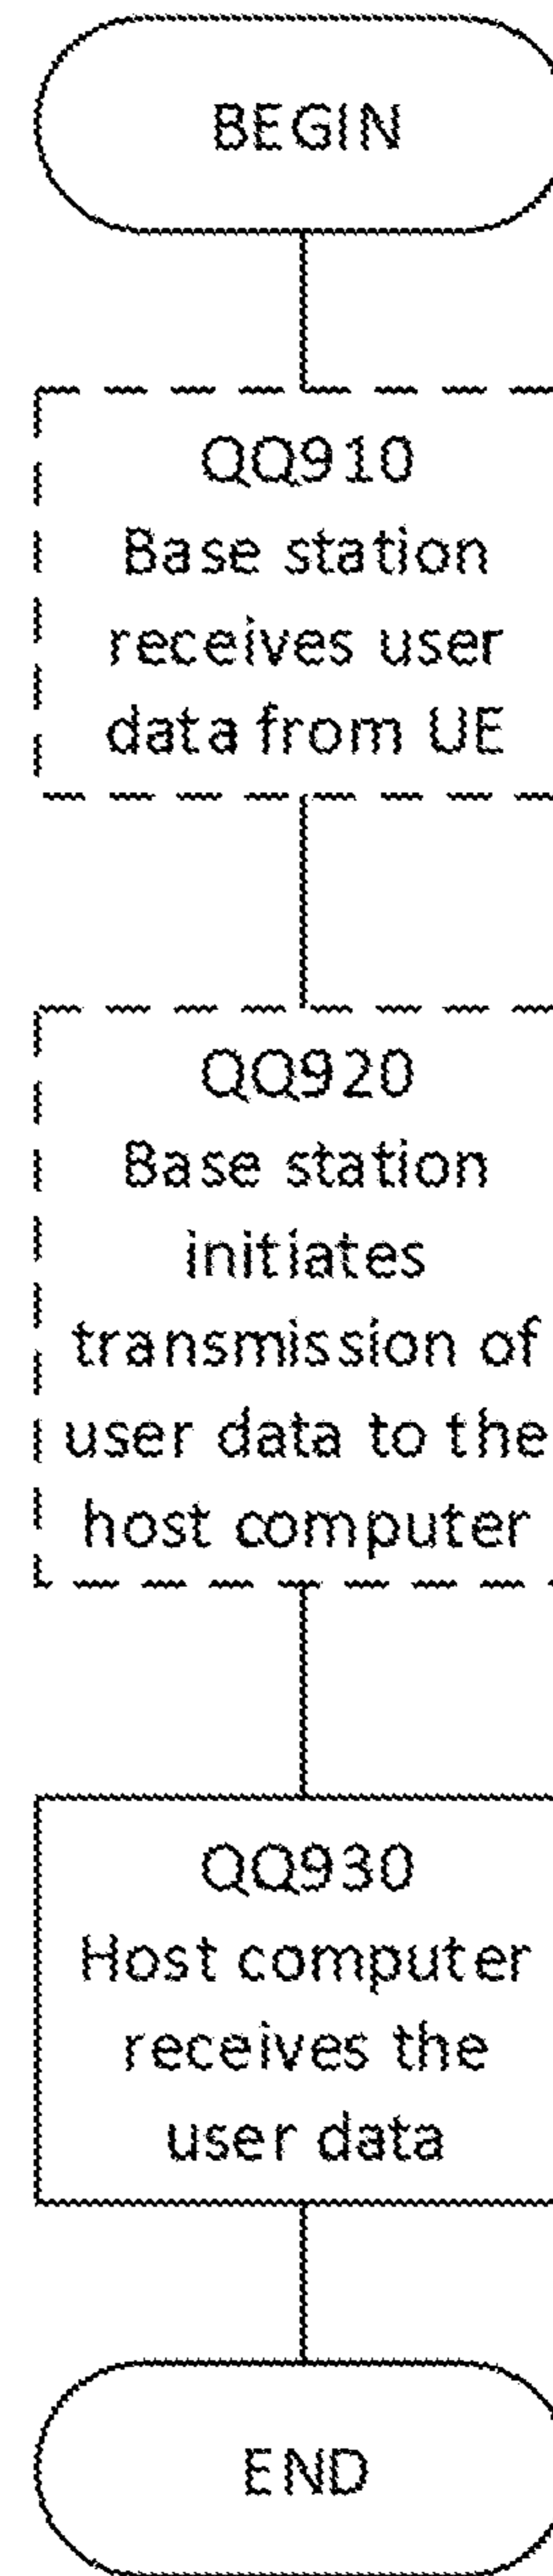 BEGIN
QQ910
Base station
receives user
data from UE
QQ920
Base station
initiates
transmission of
user data to the
host computer
QQ930
Host computer
receives the
user data
END